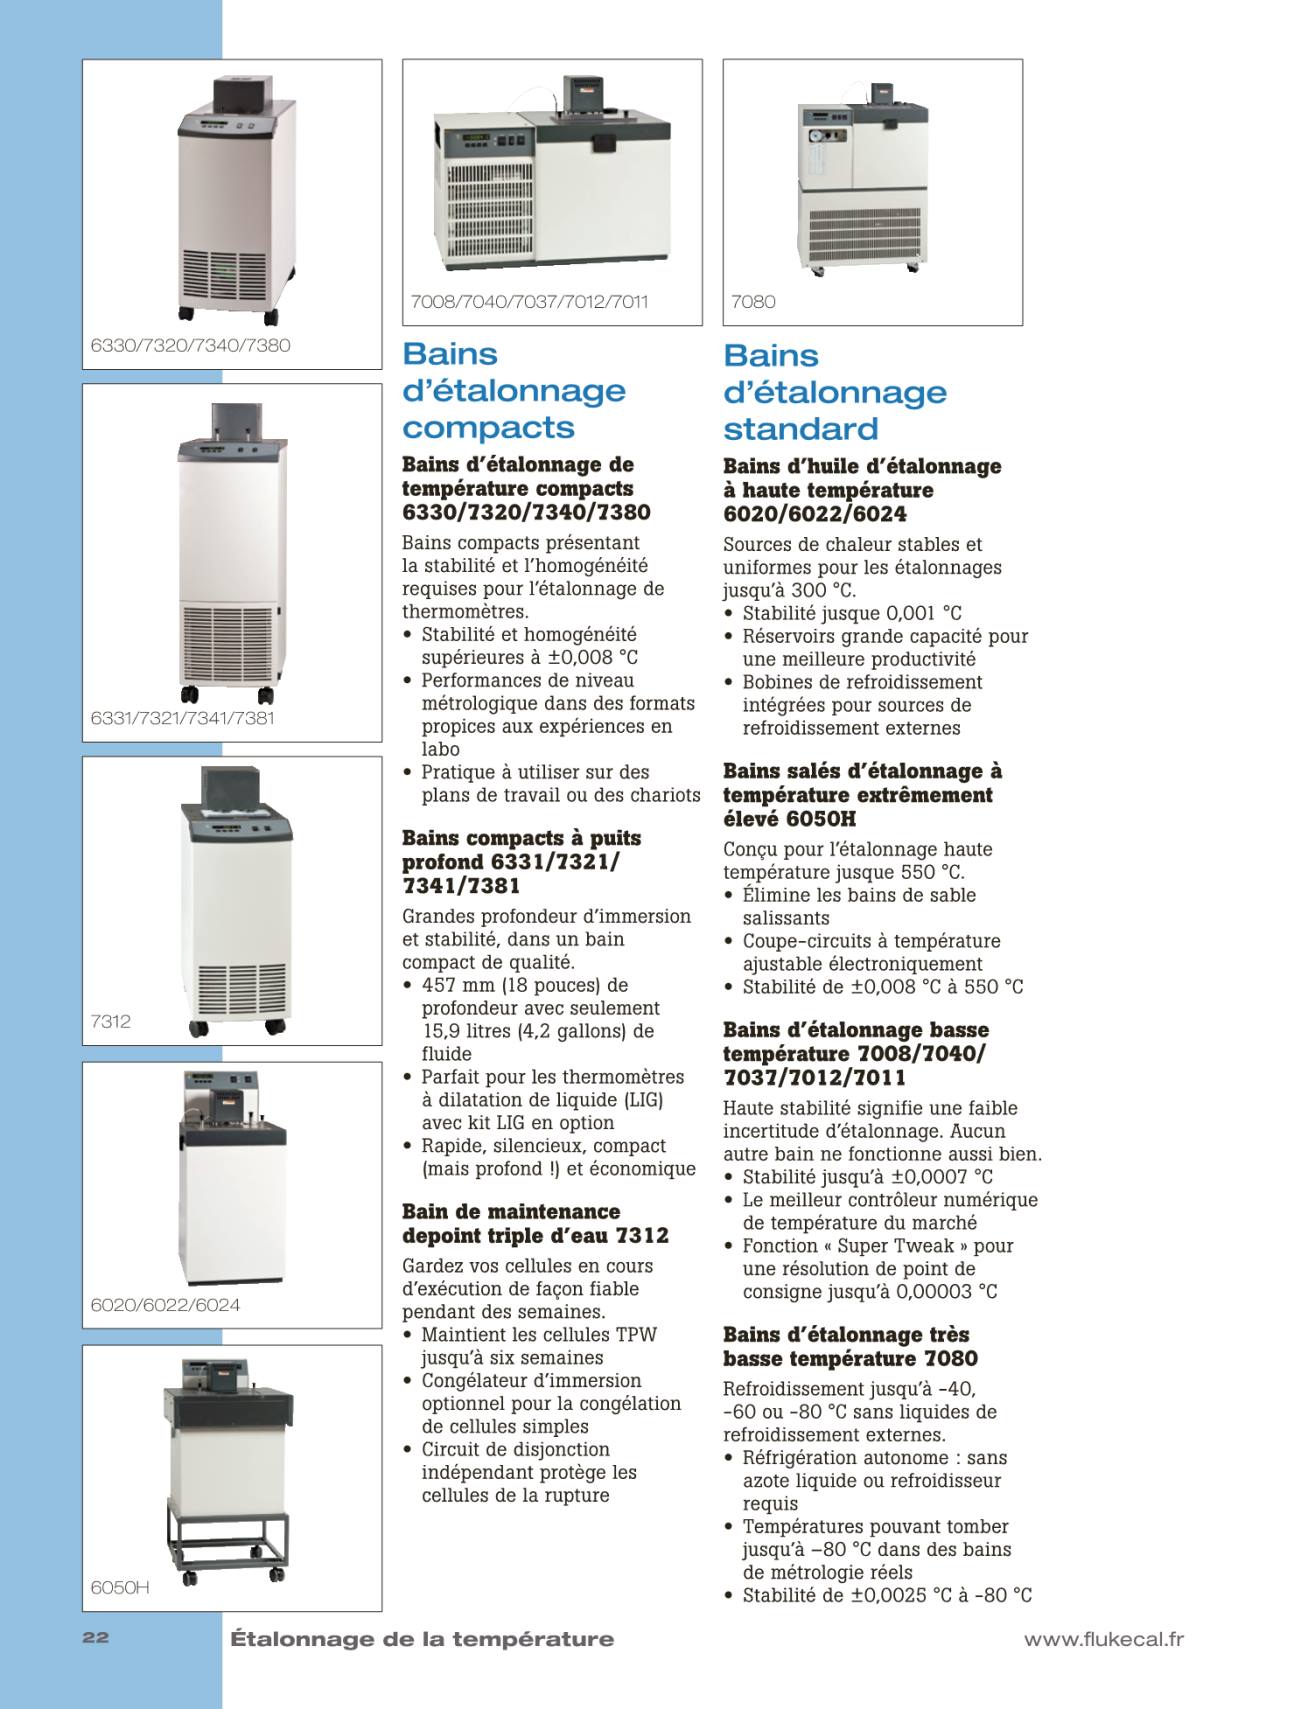 6330/7320/7340/7380
6331/7321/7341/7381
7312
6020/6022/6024
6050H
7008/7040/7037/7012/7011
7080
Bains
d'étalonnage
compacts
Bains d'étalonnage de
température compacts
6330/7320/7340/7380
Bains compacts présentant
la stabilité et l'homogénéité
requises pour l'étalonnage de
thermomètres.
• Stabilité et homogénéité
supérieures à ±0,008 °C
• Performances de niveau
métrologique dans des formats
propices aux expériences en
labo
• Pratique à utiliser sur des
plans de travail ou des chariots
Bains compacts à puits
profond 6331/7321/
7341/7381
Grandes profondeur d'immersion
et stabilité, dans un bain
compact de qualité.
• 457 mm (18 pouces) de
profondeur avec seulement
15,9 litres (4,2 gallons) de
fluide
• Parfait pour les thermomètres
à dilatation de liquide (LIG)
avec kit LIG en option
• Rapide, silencieux, compact
(mais profond !) et économique
Bain de maintenance
depoint triple d'eau 7312
Gardez vos cellules en cours
d'exécution de façon fiable
pendant des semaines.
• Maintient les cellules TPW
jusqu'à six semaines
• Congélateur d'immersion
optionnel pour la congélation
de cellules simples
• Circuit de disjonction
indépendant protège les
cellules de la rupture
Bains
d'étalonnage
standard
Bains d'huile d'étalonnage
à haute température
6020/6022/6024
Sources de chaleur stables et
uniformes pour les étalonnages
jusqu'à 300 °C.
• Stabilité jusque 0,001 °C
• Réservoirs grande capacité pour
une meilleure productivité
• Bobines de refroidissement
intégrées pour sources de
refroidissement externes
Bains salés d'étalonnage à
température extrêmement
élevé 6050H
Conçu pour l'étalonnage haute
température jusque 550 °C.
• Élimine les bains de sable
salissants
• Coupe-circuits à température
ajustable électroniquement
• Stabilité de ±0,008 °C à 550 °C
Bains d'étalonnage basse
température 7008/7040/
7037/7012/7011
Haute stabilité signifie une faible
incertitude d'étalonnage. Aucun
autre bain ne fonctionne aussi bien.
• Stabilité jusqu'à ±0,0007 °C
• Le meilleur contrôleur numérique
de température du marché
• Fonction « Super Tweak » pour
une résolution de point de
consigne jusqu'à 0,00003 °C
Bains d'étalonnage très
basse température 7080
Refroidissement jusqu'à -40,
-60 ou -80 °C sans liquides de
refroidissement externes.
• Réfrigération autonome : sans
azote liquide ou refroidisseur
requis
• Températures pouvant tomber
jusqu'à –80 °C dans des bains
de métrologie réels
• Stabilité de ±0,0025 °C à -80 °C
22 Étalonnage de la température www.flukecal.fr